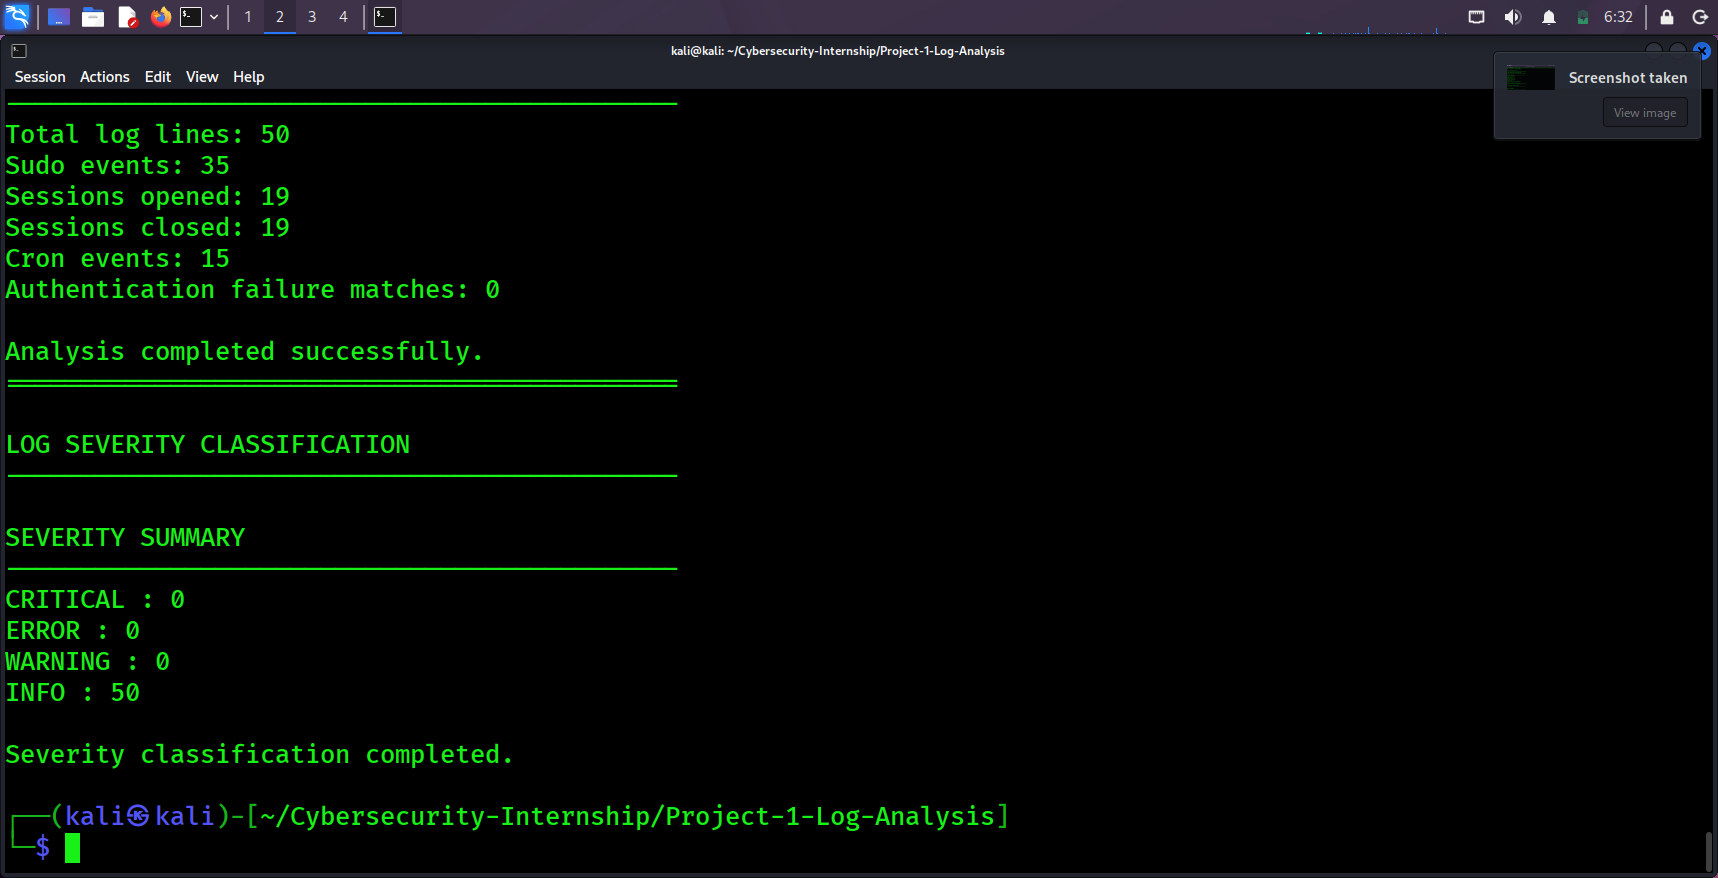 1 2 3 4
6:32
kali@kali: ~/Cybersecurity-Internship/Project-1-Log-Analysis
Session Actions Edit View Help
Screenshot taken
View image
Total log lines: 50
Sudo events: 35
Sessions opened: 19
Sessions closed: 19
Cron events: 15
Authentication failure matches: 0
Analysis completed successfully.
LOG SEVERITY CLASSIFICATION
SEVERITY SUMMARY
CRITICAL : 0
ERROR : 0
WARNING : 0
INFO : 50
Severity classification completed.
┌──(kali㉿kali)-[~/Cybersecurity-Internship/Project-1-Log-Analysis]
└─$